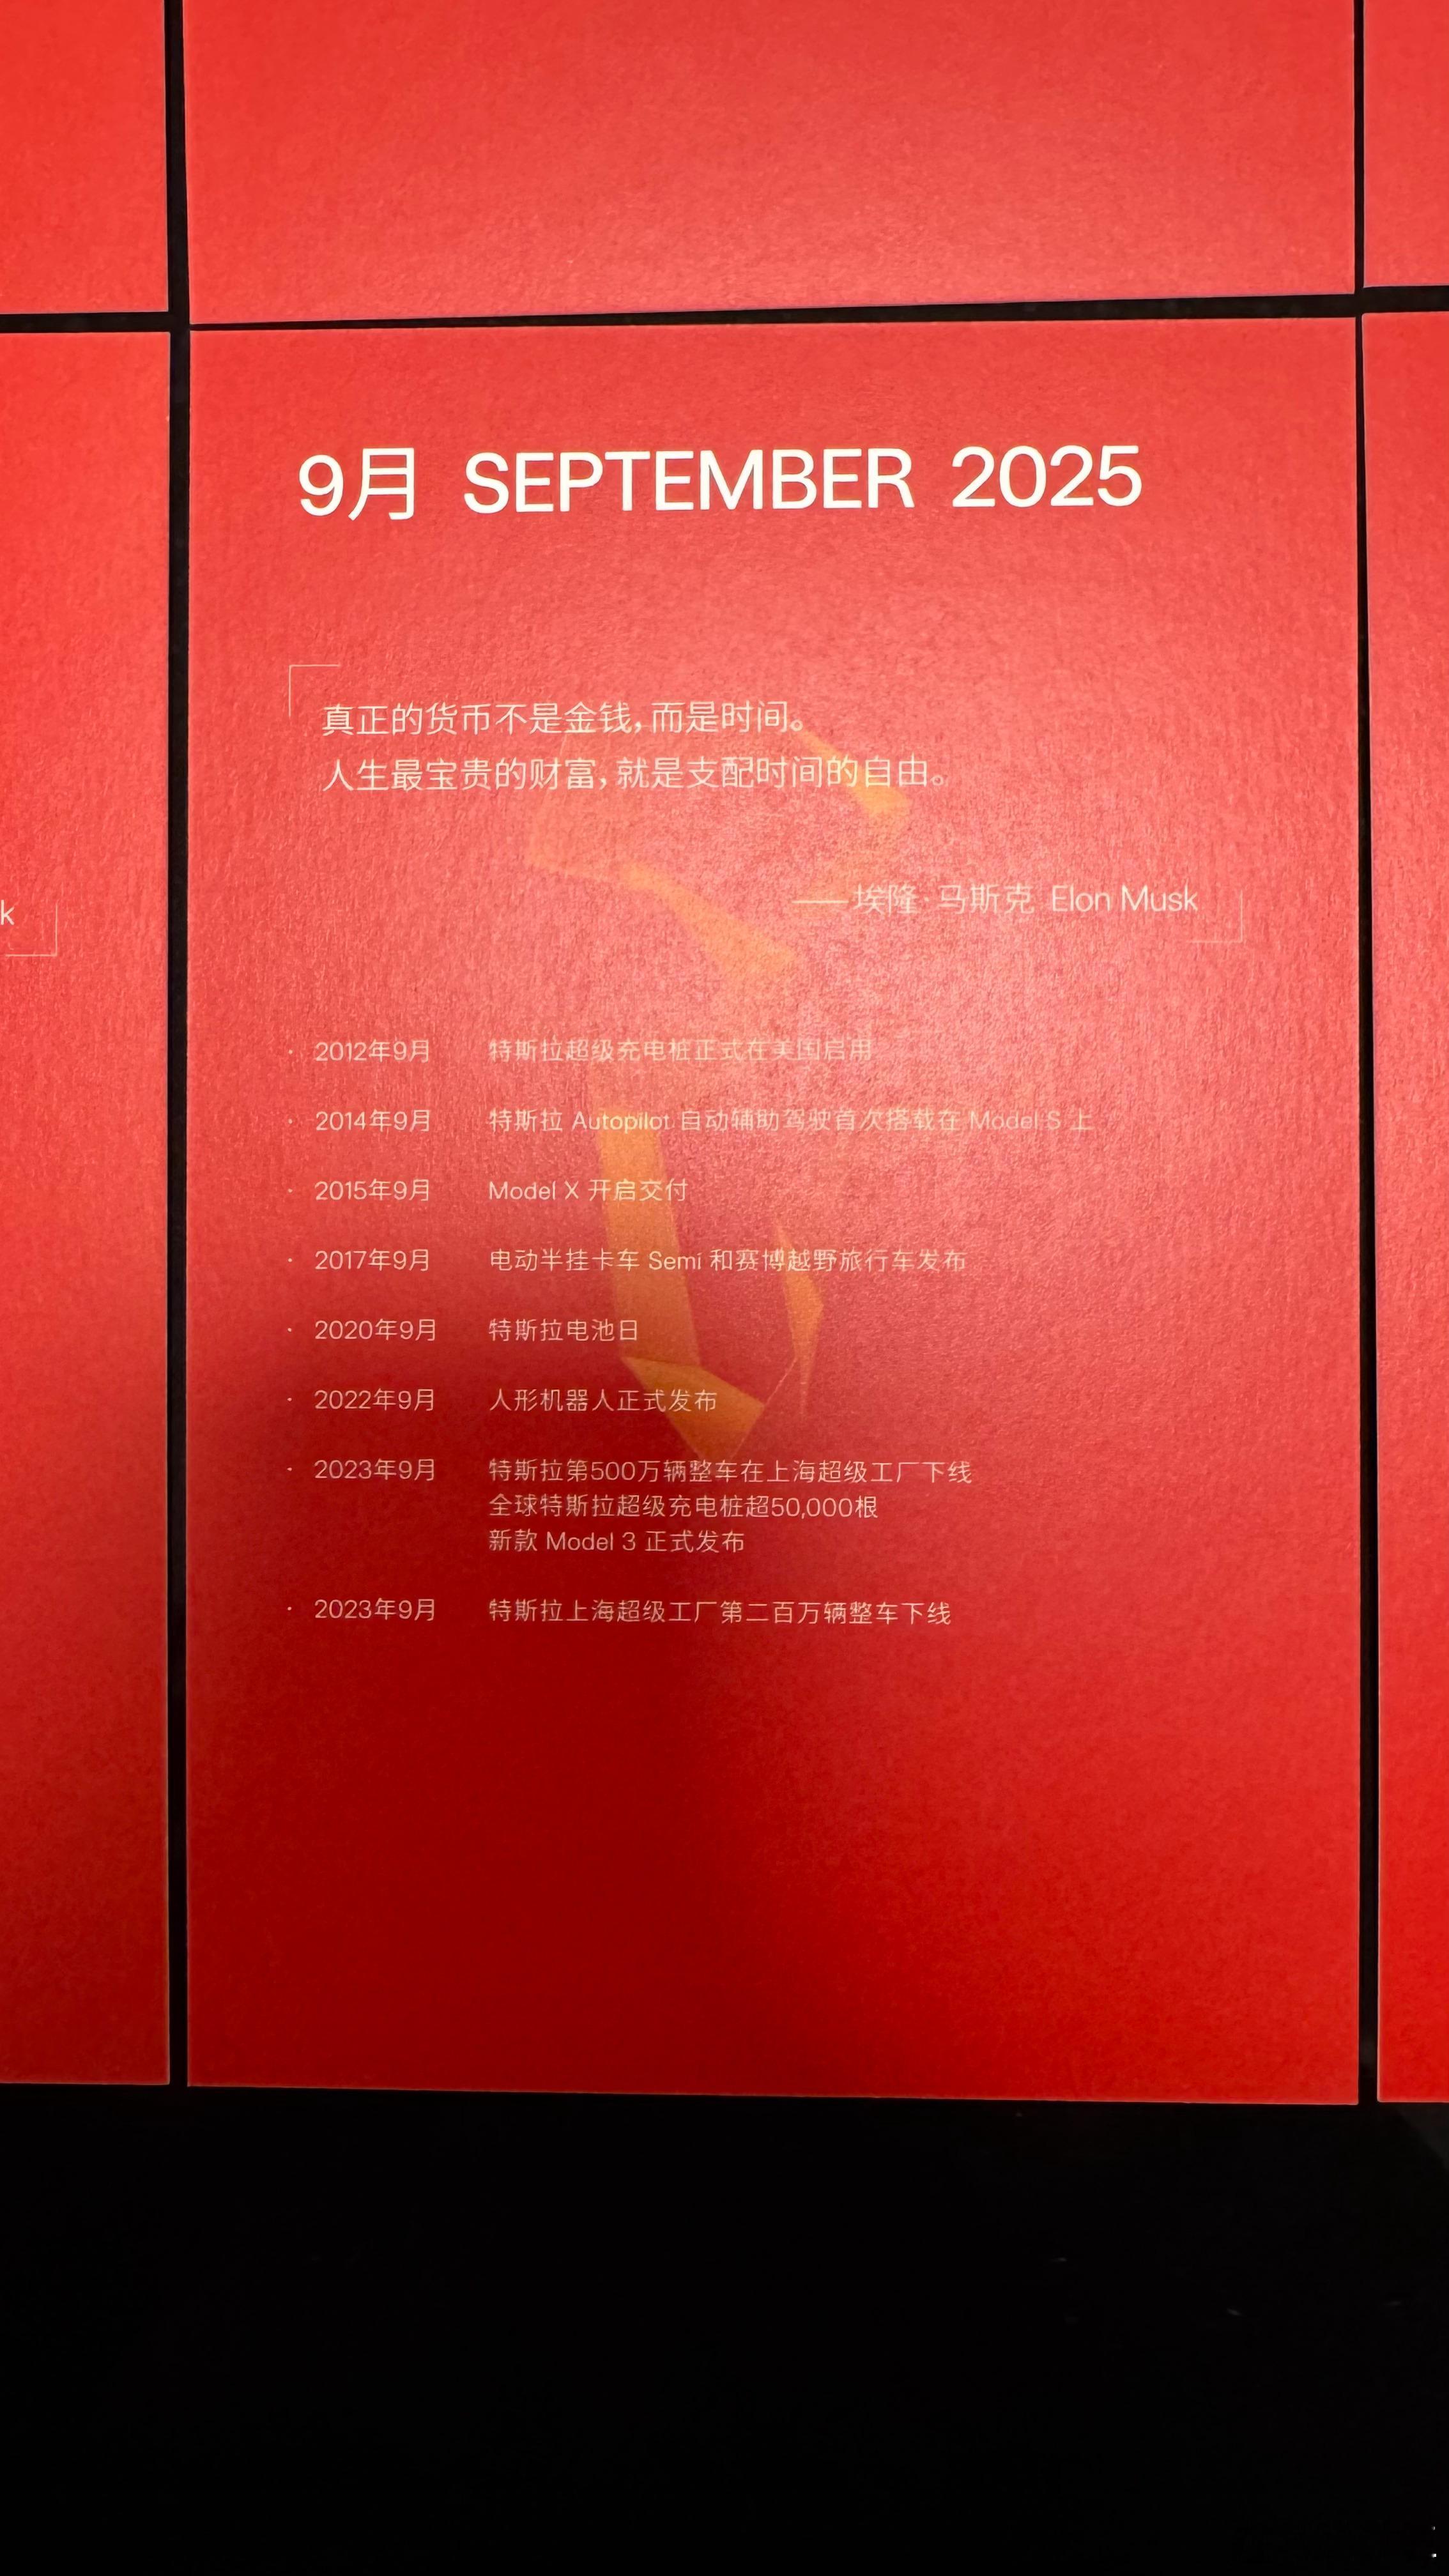 9月 SEPTEMBER 2025
真正的货币不是金钱，而是时间。
人生最宝贵的财富，就是支配时间的自由。
——埃隆·马斯克 Elon Musk
k
· 2012年9月 特斯拉超级充电桩正式在美国启用
· 2014年9月 特斯拉 Autopilot 自动辅助驾驶首次搭载在 Model S 上
· 2015年9月 Model X 开启交付
· 2017年9月 电动半挂卡车 Semi 和赛博越野旅行车发布
· 2020年9月 特斯拉电池日
· 2022年9月 人形机器人正式发布
· 2023年9月 特斯拉第500万辆整车在上海超级工厂下线
全球特斯拉超级充电桩超50,000根
新款 Model 3 正式发布
· 2023年9月 特斯拉上海超级工厂第二百万辆整车下线